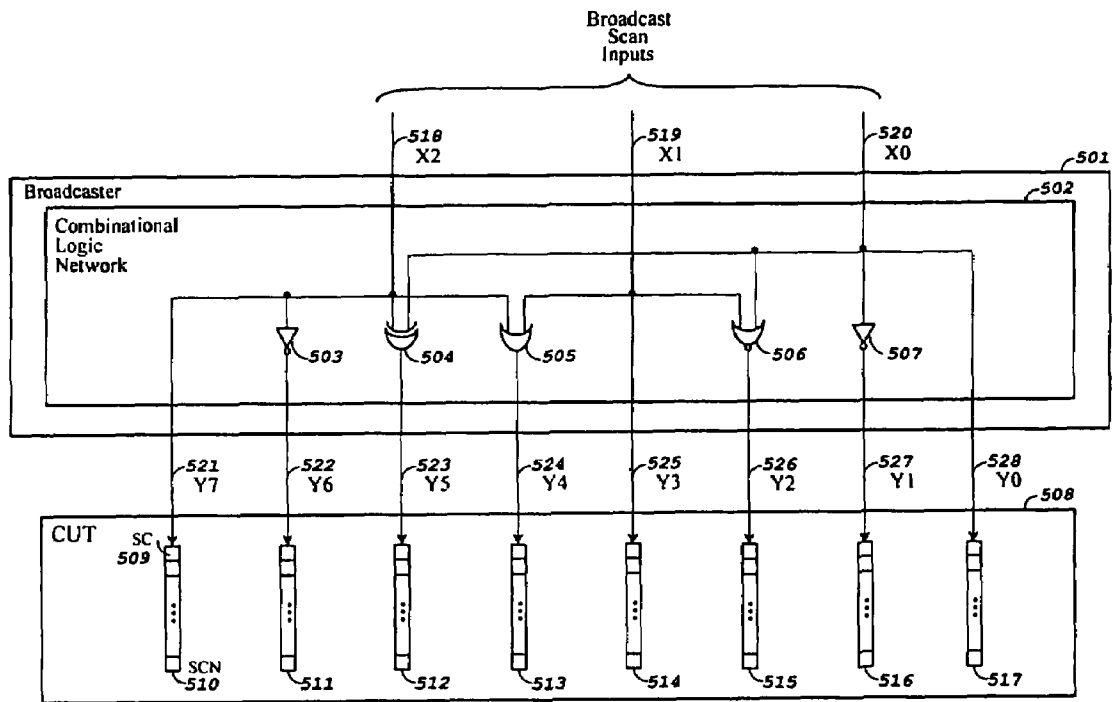 Broadcast
Scan
Inputs
518
X2
519
X1
520
X0
501
Broadcaster
502
Combinational
Logic
Network
503
504
505
506
507
521
Y7
522
Y6
523
Y5
524
Y4
525
Y3
526
Y2
527
Y1
528
Y0
508
CUT
SC
509
SCN
510
511
512
513
514
515
516
517